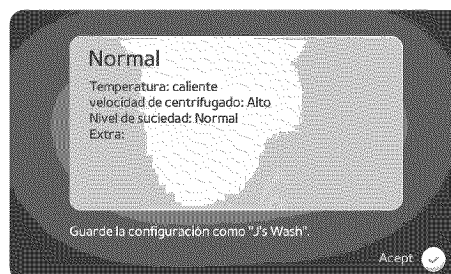 Normal
Temperatura: caliente
velocidad de centrifugado: Alto
Nivel de suciedad: Normal
Extra:
Guarde la configuración como "J's Wash".
Acept